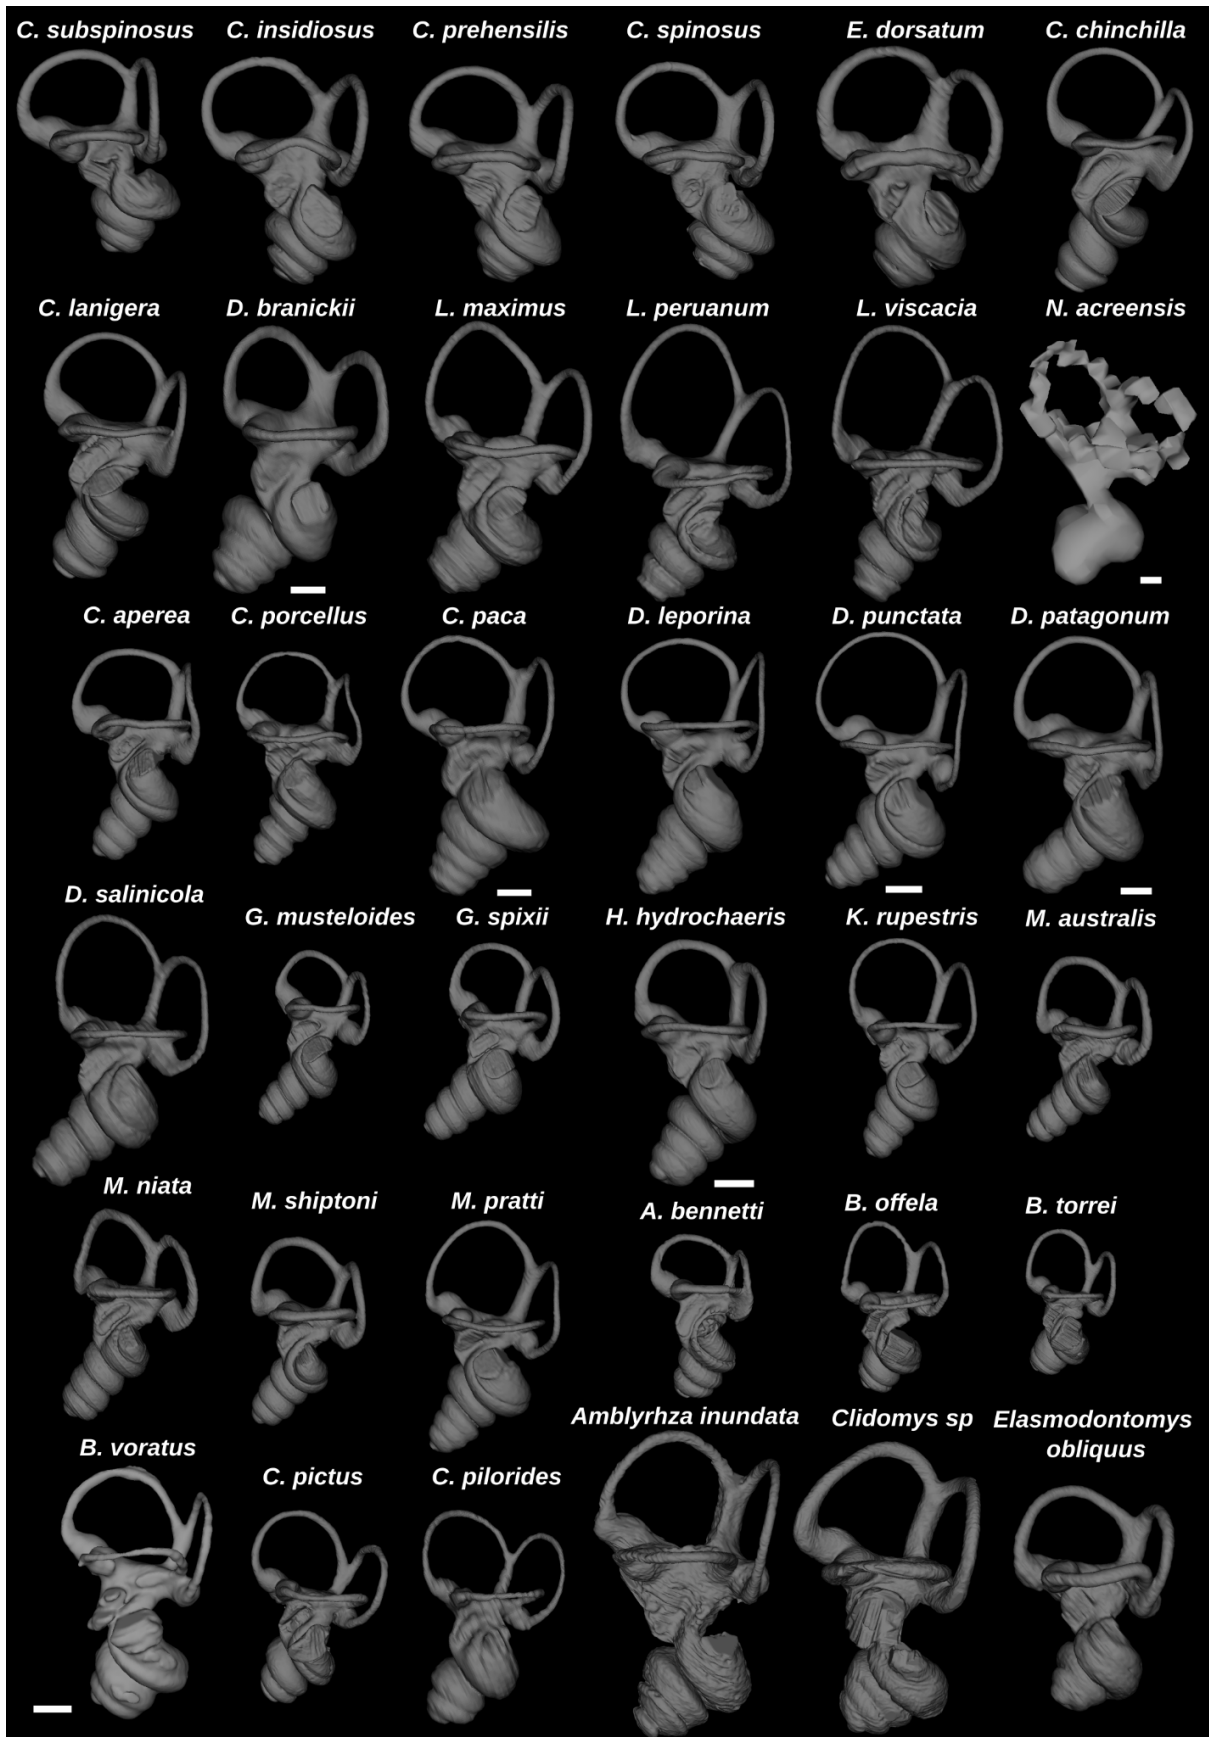 C. subspinosus C. insidiosus C. prehensilis C. spinosus E. dorsatum C. chinchilla
C. lanigera D. branickii L. maximus L. peruanum L. viscacia N. acreensis
C. aperea C. porcellus C. paca D. leporina D. punctata D. patagonum
D. salinicola
G. musteloides G. spixii H. hydrochaeris K. rupestris M. australis
M. niata M. shiptoni M. pratti A. bennetti B. offela B. torrei
Amblyrhza inundata Clidomys sp Elasmodontomys
obliquus
B. voratus C. pictus C. pilorides